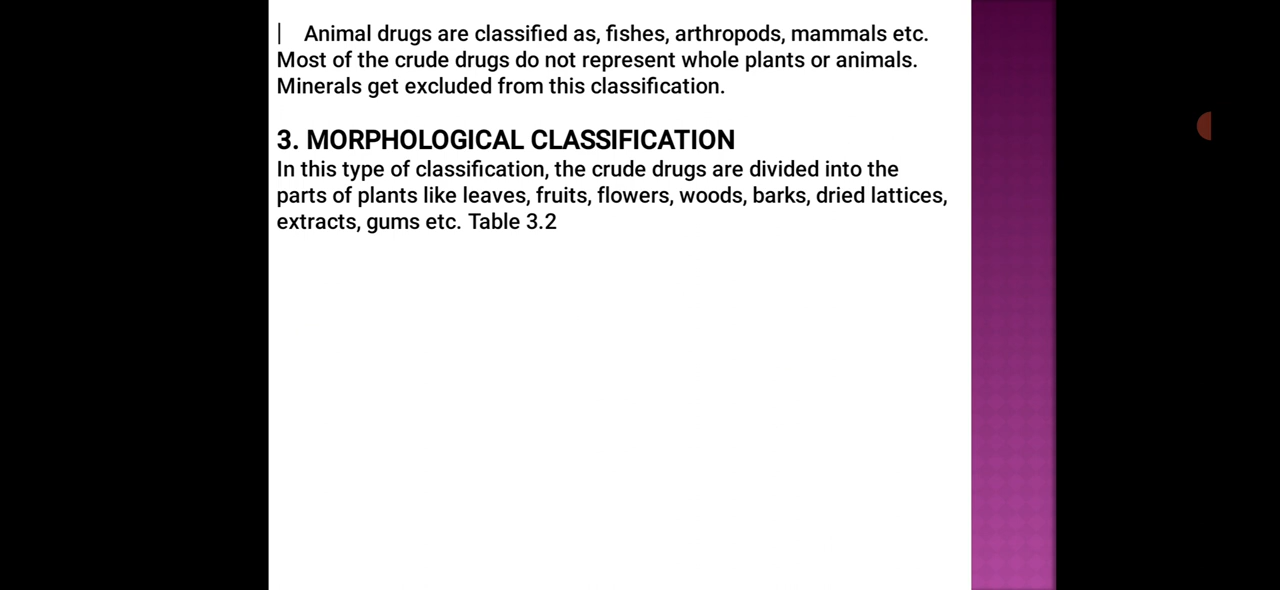 Animal drugs are classified as, fishes, arthropods, mammals etc.
Most of the crude drugs do not represent whole plants or animals.
Minerals get excluded from this classification.
3. MORPHOLOGICAL CLASSIFICATION
In this type of classification, the crude drugs are divided into the
parts of plants like leaves, fruits, flowers, woods, barks, dried lattices,
extracts, gums etc. Table 3.2